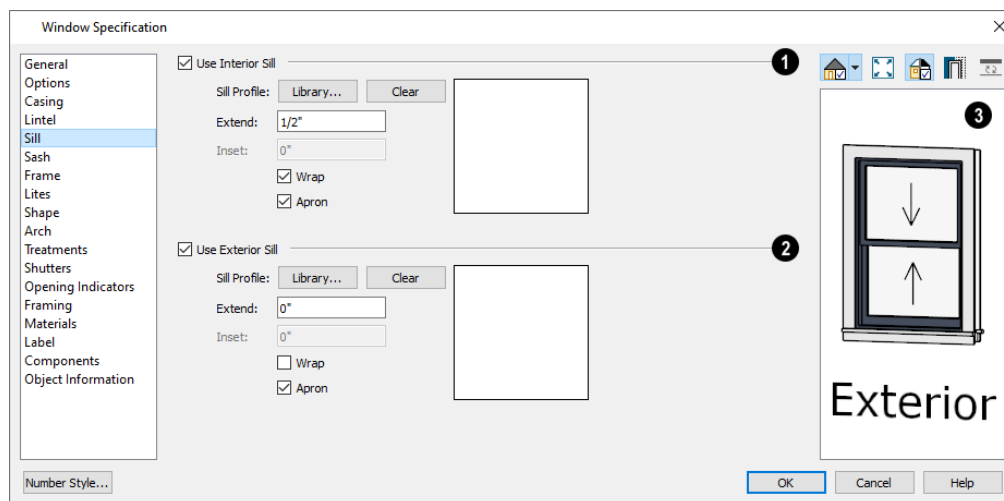 Window Specification
General
Options
Casing
Lintel
Sill
Sash
Frame
Lites
Shape
Arch
Treatments
Shutters
Opening Indicators
Framing
Materials
Label
Components
Object Information
Number Style...
Use Interior Sill
1
Sill Profile: Library... Clear
Extend: 1/2"
Inset: 0"
Wrap
Apron
Use Exterior Sill
2
Sill Profile: Library... Clear
Extend: 0"
Inset: 0"
Wrap
Apron
3
Exterior
OK Cancel Help